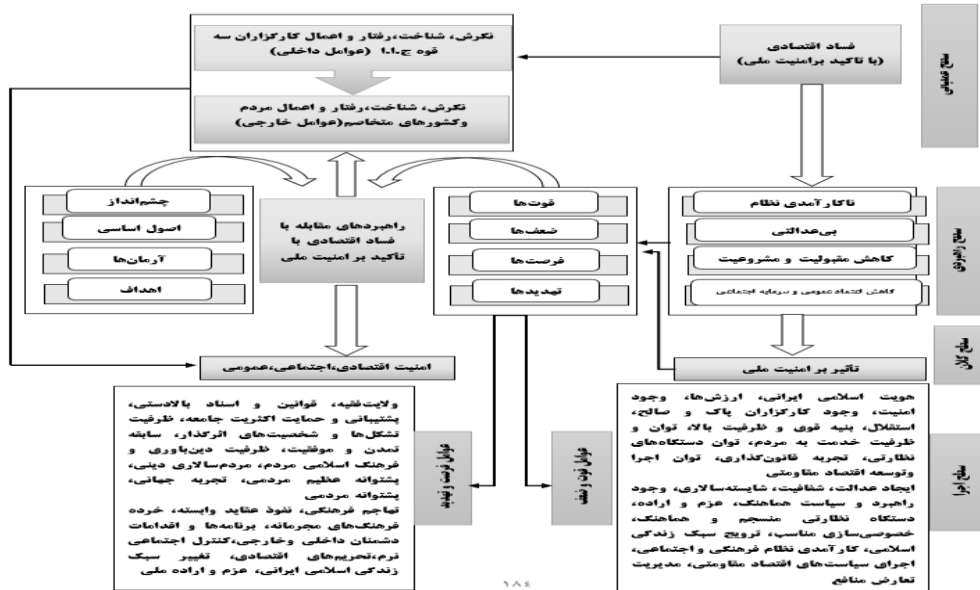 سطح عملیاتی
فساد اقتصادی
(با تاکید برامنیت ملی)
نگرش، شناخت،رفتار و اعمال کارگزاران سه
قوه ج.ا.ا (عوامل داخلی)
نگرش، شناخت،رفتار و اعمال مردم
وکشورهای متخاصم(عوامل خارجی)
سطح راهبردی
ناکارآمدی نظام
بی‌عدالتی
کاهش مقبولیت و مشروعیت
کاهش اعتماد عمومی و سرمایه اجتماعی
قوت‌ها
ضعف‌ها
فرصت‌ها
تهدیدها
راهبردهای مقابله با
فساد اقتصادی با
تأکید بر امنیت ملی
چشم‌انداز
اصول اساسی
آرمان‌ها
اهداف
سطح کلان
تأثیر بر امنیت ملی
امنیت اقتصادی،اجتماعی،عمومی
سطح اجرا
هویت اسلامی ایرانی، ارزش‌ها، وجود
امنیت، وجود کارگزاران پاک و صالح،
استقلال، بنیه قوی و ظرفیت بالا، توان و
ظرفیت خدمت به مردم، توان دستگاه‌های
نظارتی، تجربه قانون‌گذاری، توان اجرا
وتوسعه اقتصاد مقاومتی
ایجاد عدالت، شفافیت، شایسته‌سالاری، وجود
راهبرد و سیاست هماهنگ، عزم و اراده،
دستگاه نظارتی منسجم و هماهنگ،
خصوصی‌سازی مناسب، ترویج سبک زندگی
اسلامی، کارآمدی نظام فرهنگی و اجتماعی،
اجرای سیاست‌های اقتصاد مقاومتی، مدیریت
تعارض منافع
عوامل قوت و ضعف
عوامل فرصت و تهدید
ولایت‌فقیه، قوانین و اسناد بالادستی،
پشتیبانی و حمایت اکثریت جامعه، ظرفیت
تشکل‌ها و شخصیت‌های اثرگذار، سابقه
تمدن و موفقیت، ظرفیت دین‌باوری و
فرهنگ اسلامی مردم، مردم‌سالاری دینی،
پشتوانه عظیم مردمی، تجربه جهانی،
پشتوانه مردمی
تهاجم فرهنگی، نفوذ عقاید وابسته، خرده
فرهنگ‌های مجرمانه، برنامه‌ها و اقدامات
دشمنان داخلی وخارجی،کنترل اجتماعی
نرم،تحریم‌های اقتصادی، تغییر سبک
زندگی اسلامی ایرانی، عزم و اراده ملی
١٨٤